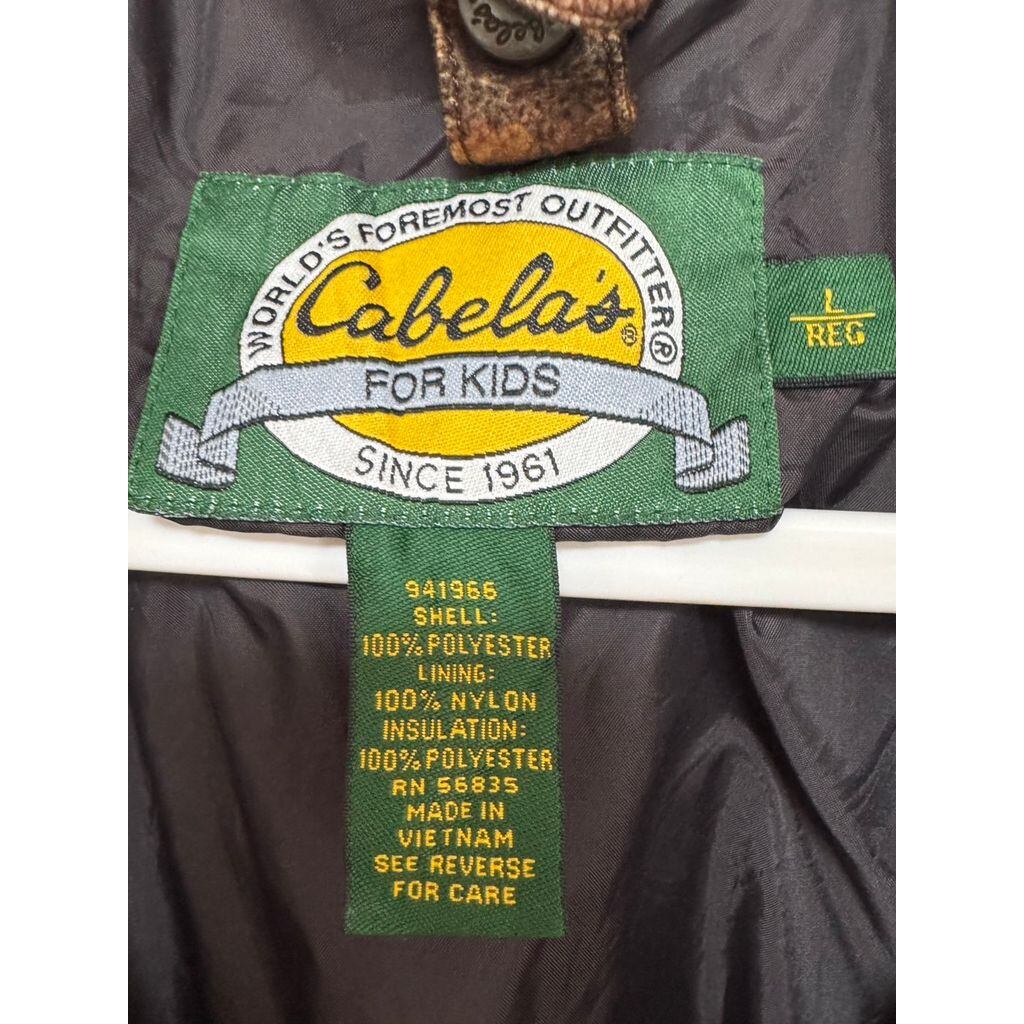 WORLD'S FOREMOST OUTFITTER®
Cabela's®
FOR KIDS
SINCE 1961
L
REG
941966
SHELL:
100% POLYESTER
LINING:
100% NYLON
INSULATION:
100% POLYESTER
RN 56835
MADE IN
VIETNAM
SEE REVERSE
FOR CARE